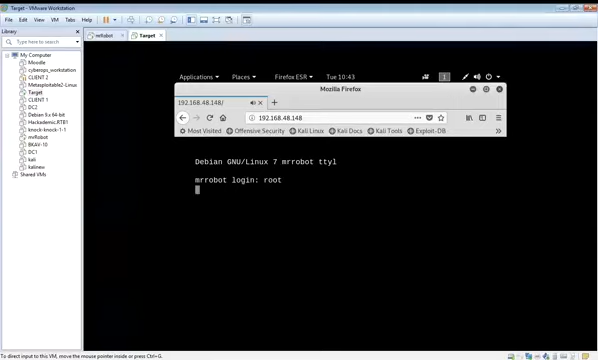 Target - VMware Workstation
File Edit View VM Tabs Help
Library
Type here to search
mRobot
Target
My Computer
Moodle
cyberops_workstation
CLIENT 2
Metasploitable2-Linux
Target
CLIENT 1
DC2
Debian 9.x 64-bit
Hackademic.RTB1
knock-knock-1-1
mRobot
BKAV-10
DC1
kali
kalinew
Shared VMs
Applications Places Firefox ESR Tue 10:43 1
Mozilla Firefox
192.168.48.148/
192.168.48.148
Most Visited Offensive Security Kali Linux Kali Docs Kali Tools Exploit-DB
Debian GNU/Linux 7 mrrobot tty1
mrrobot login: root
To direct input to this VM, move the mouse pointer inside or press Ctrl+G.